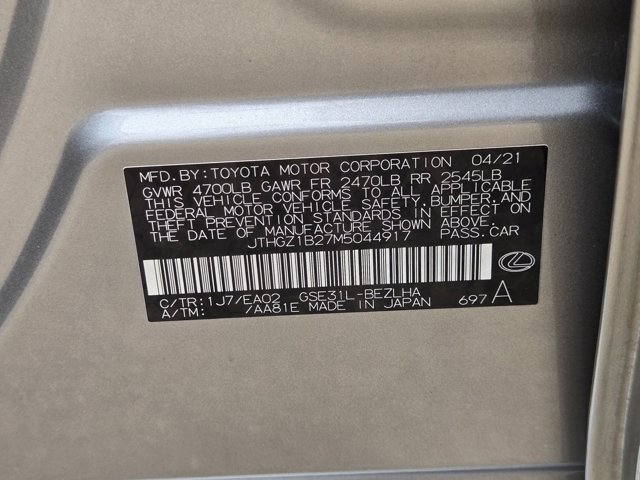 MFD.BY:TOYOTA MOTOR CORPORATION 04/21
GVWR 4700LB GAWR FR 2470LB RR 2545LB
THIS VEHICLE CONFORMS TO ALL APPLICABLE
FEDERAL MOTOR VEHICLE SAFETY,BUMPER,AND
THEFT PREVENTION STANDARDS IN EFFECT ON
THE DATE OF MANUFACTURE SHOWN ABOVE.
JTHGZ1B27M5044917 PASS.CAR
C/TR:1J7/EA02 GSE31L-BEZLHA
A/TM: /AA81E MADE IN JAPAN 697 A